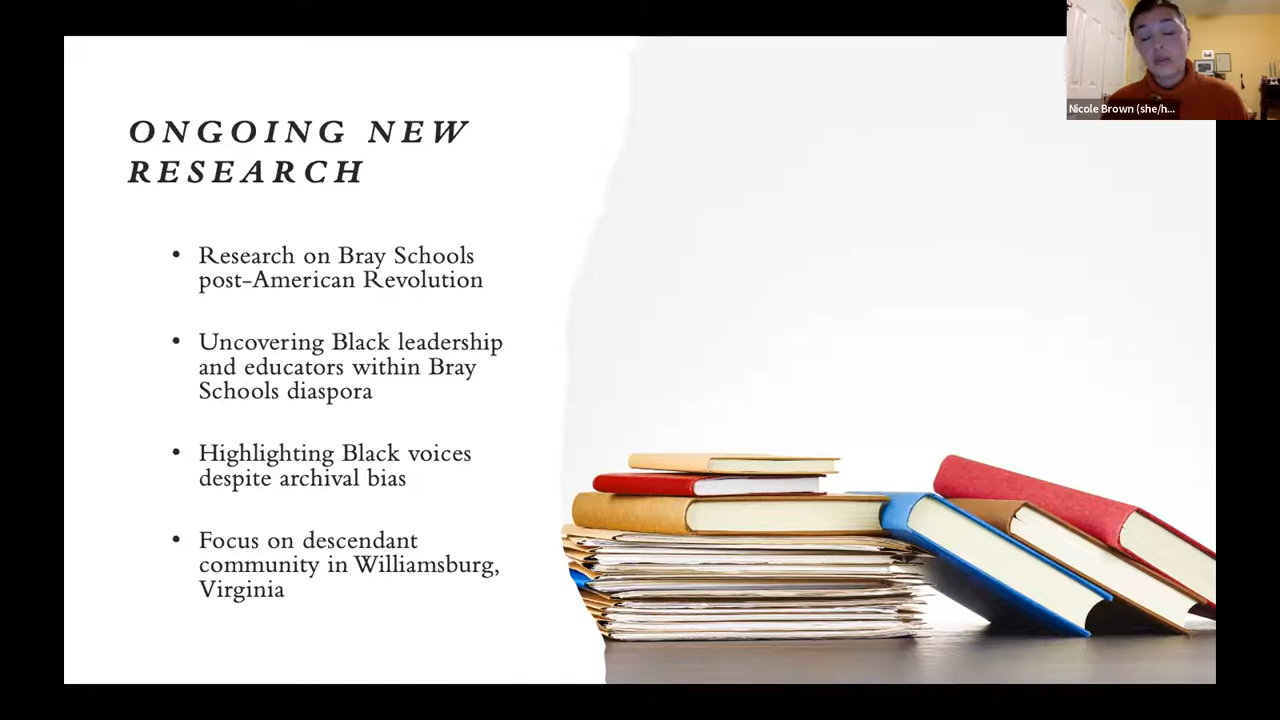 Nicole Brown (she/h...
ONGOING NEW
RESEARCH
• Research on Bray Schools
post-American Revolution
• Uncovering Black leadership
and educators within Bray
Schools diaspora
• Highlighting Black voices
despite archival bias
• Focus on descendant
community in Williamsburg,
Virginia